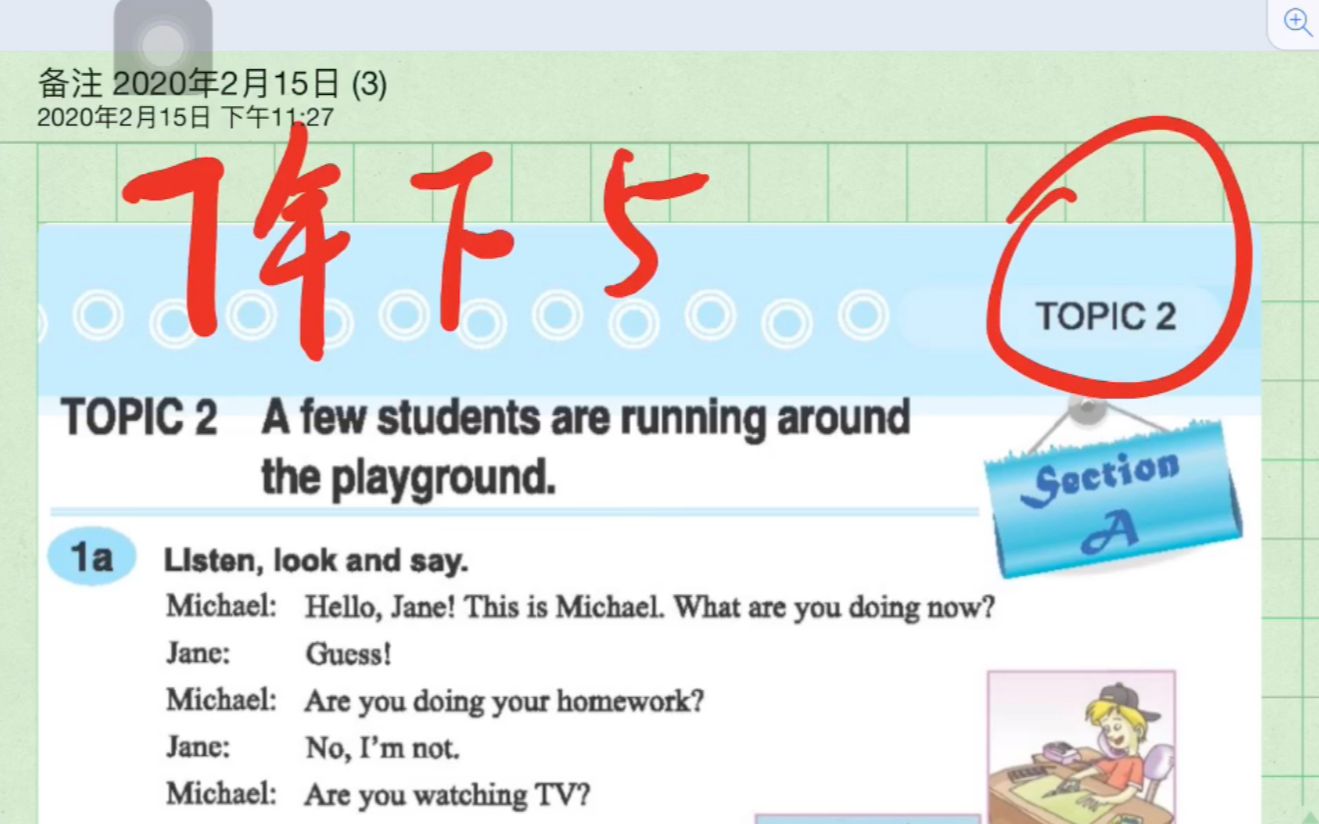 备注 2020年2月15日 (3)
2020年2月15日 下午11:27
7年下5
TOPIC 2
TOPIC 2 A few students are running around
the playground.
Section
A
1a Listen, look and say.
Michael: Hello, Jane! This is Michael. What are you doing now?
Jane: Guess!
Michael: Are you doing your homework?
Jane: No, I'm not.
Michael: Are you watching TV?